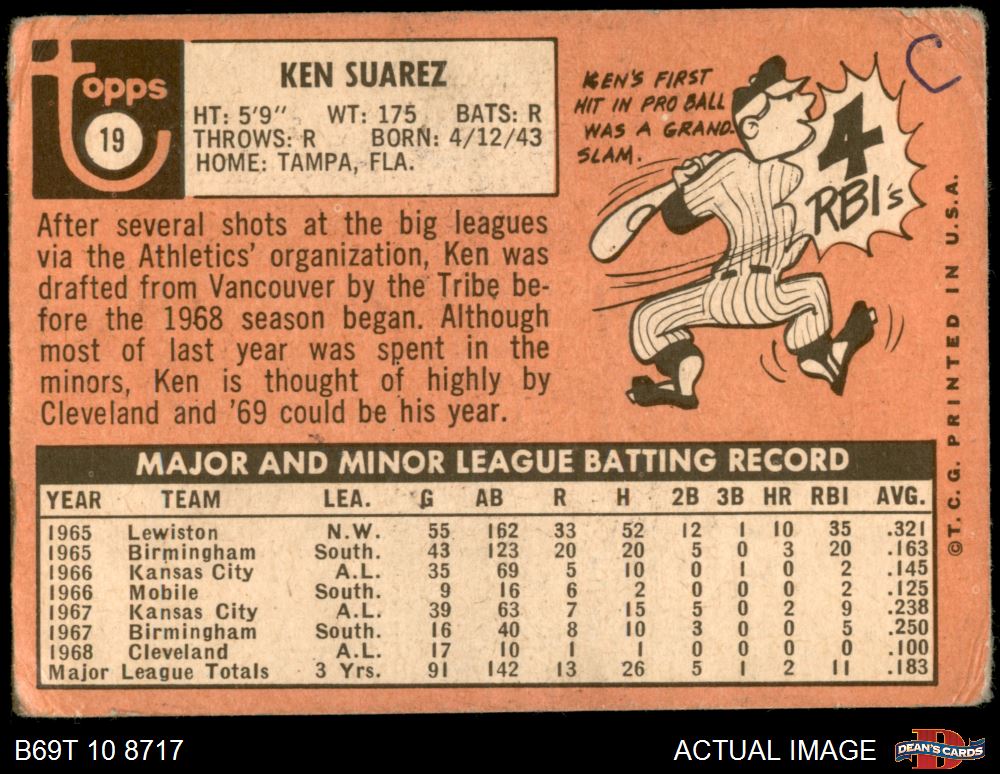 topps
19
KEN SUAREZ
HT: 5'9" WT: 175 BATS: R
THROWS: R BORN: 4/12/43
HOME: TAMPA, FLA.
KEN'S FIRST
HIT IN PRO BALL
WAS A GRAND-
SLAM.
4
RBI's
C
After several shots at the big leagues
via the Athletics' organization, Ken was
drafted from Vancouver by the Tribe be-
fore the 1968 season began. Although
most of last year was spent in the
minors, Ken is thought of highly by
Cleveland and '69 could be his year.
©T. C. G. PRINTED IN U.S.A.
MAJOR AND MINOR LEAGUE BATTING RECORD
YEAR TEAM LEA. G AB R H 2B 3B HR RBI AVG.
1965 Lewiston N.W. 55 162 33 52 12 1 10 35 .321
1965 Birmingham South. 43 123 20 20 5 0 3 20 .163
1966 Kansas City A.L. 35 69 5 10 0 1 0 2 .145
1966 Mobile South. 9 16 6 2 0 0 0 2 .125
1967 Kansas City A.L. 39 63 7 15 5 0 2 9 .238
1967 Birmingham South. 16 40 8 10 3 0 0 5 .250
1968 Cleveland A.L. 17 10 1 1 0 0 0 0 .100
Major League Totals 3 Yrs. 91 142 13 26 5 1 2 11 .183
B69T 10 8717
ACTUAL IMAGE
D
DEAN'S CARDS